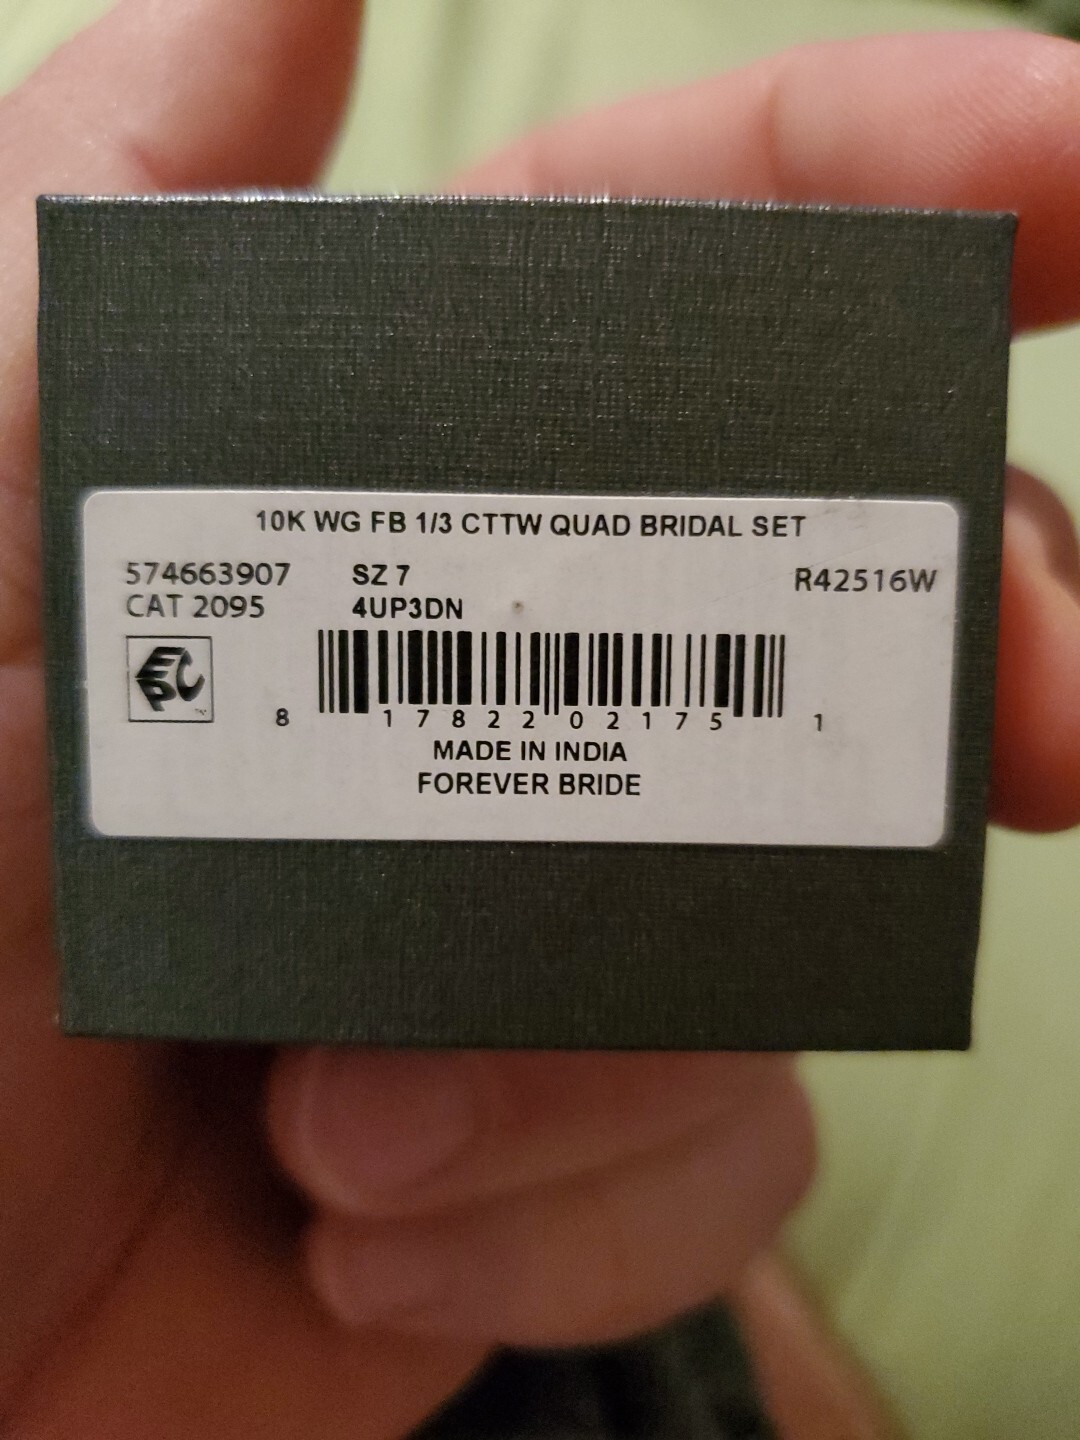 10K WG FB 1/3 CTTW QUAD BRIDAL SET
574663907 SZ 7 R42516W
CAT 2095 4UP3DN
EPC
8 17822 02175 1
MADE IN INDIA
FOREVER BRIDE